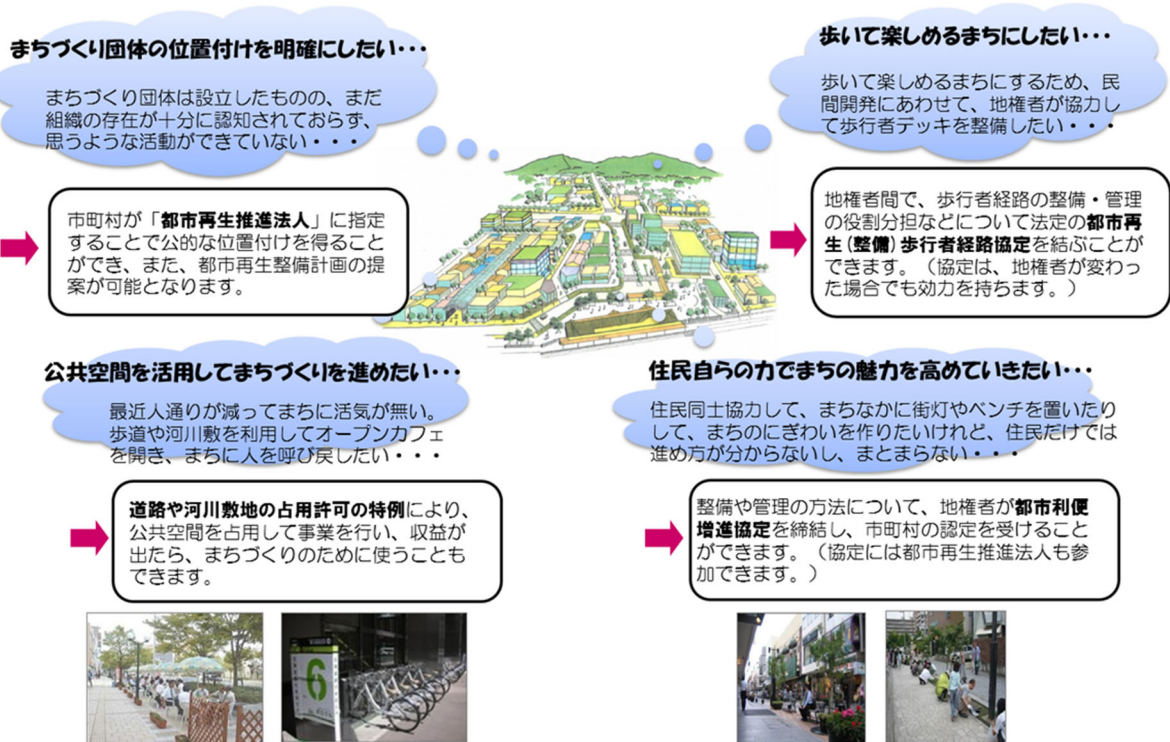 まちづくり団体の位置付けを明確にしたい・・・
まちづくり団体は設立したものの、まだ
組織の存在が十分に認知されておらず、
思うような活動ができていない・・・
市町村が「都市再生推進法人」に指定
することで公的な位置付けを得ること
ができ、また、都市再生整備計画の提
案が可能となります。
歩いて楽しめるまちにしたい・・・
歩いて楽しめるまちにするため、民
間開発にあわせて、地権者が協力し
て歩行者デッキを整備したい・・・
地権者間で、歩行者経路の整備・管理
の役割分担などについて法定の都市再
生(整備)歩行者経路協定を結ぶことが
できます。（協定は、地権者が変わっ
た場合でも効力を持ちます。）
公共空間を活用してまちづくりを進めたい・・・
最近人通りが減ってまちに活気が無い。
歩道や河川敷を利用してオープンカフェ
を開き、まちに人を呼び戻したい・・・
道路や河川敷地の占用許可の特例により、
公共空間を占用して事業を行い、収益が
出たら、まちづくりのために使うことも
できます。
住民自らの力でまちの魅力を高めていきたい・・・
住民同士協力して、まちなかに街灯やベンチを置いたり
して、まちのにぎわいを作りたいけれど、住民だけでは
進め方が分からないし、まとまらない・・・
整備や管理の方法について、地権者が都市利便
増進協定を締結し、市町村の認定を受けること
ができます。（協定には都市再生推進法人も参
加できます。）
6